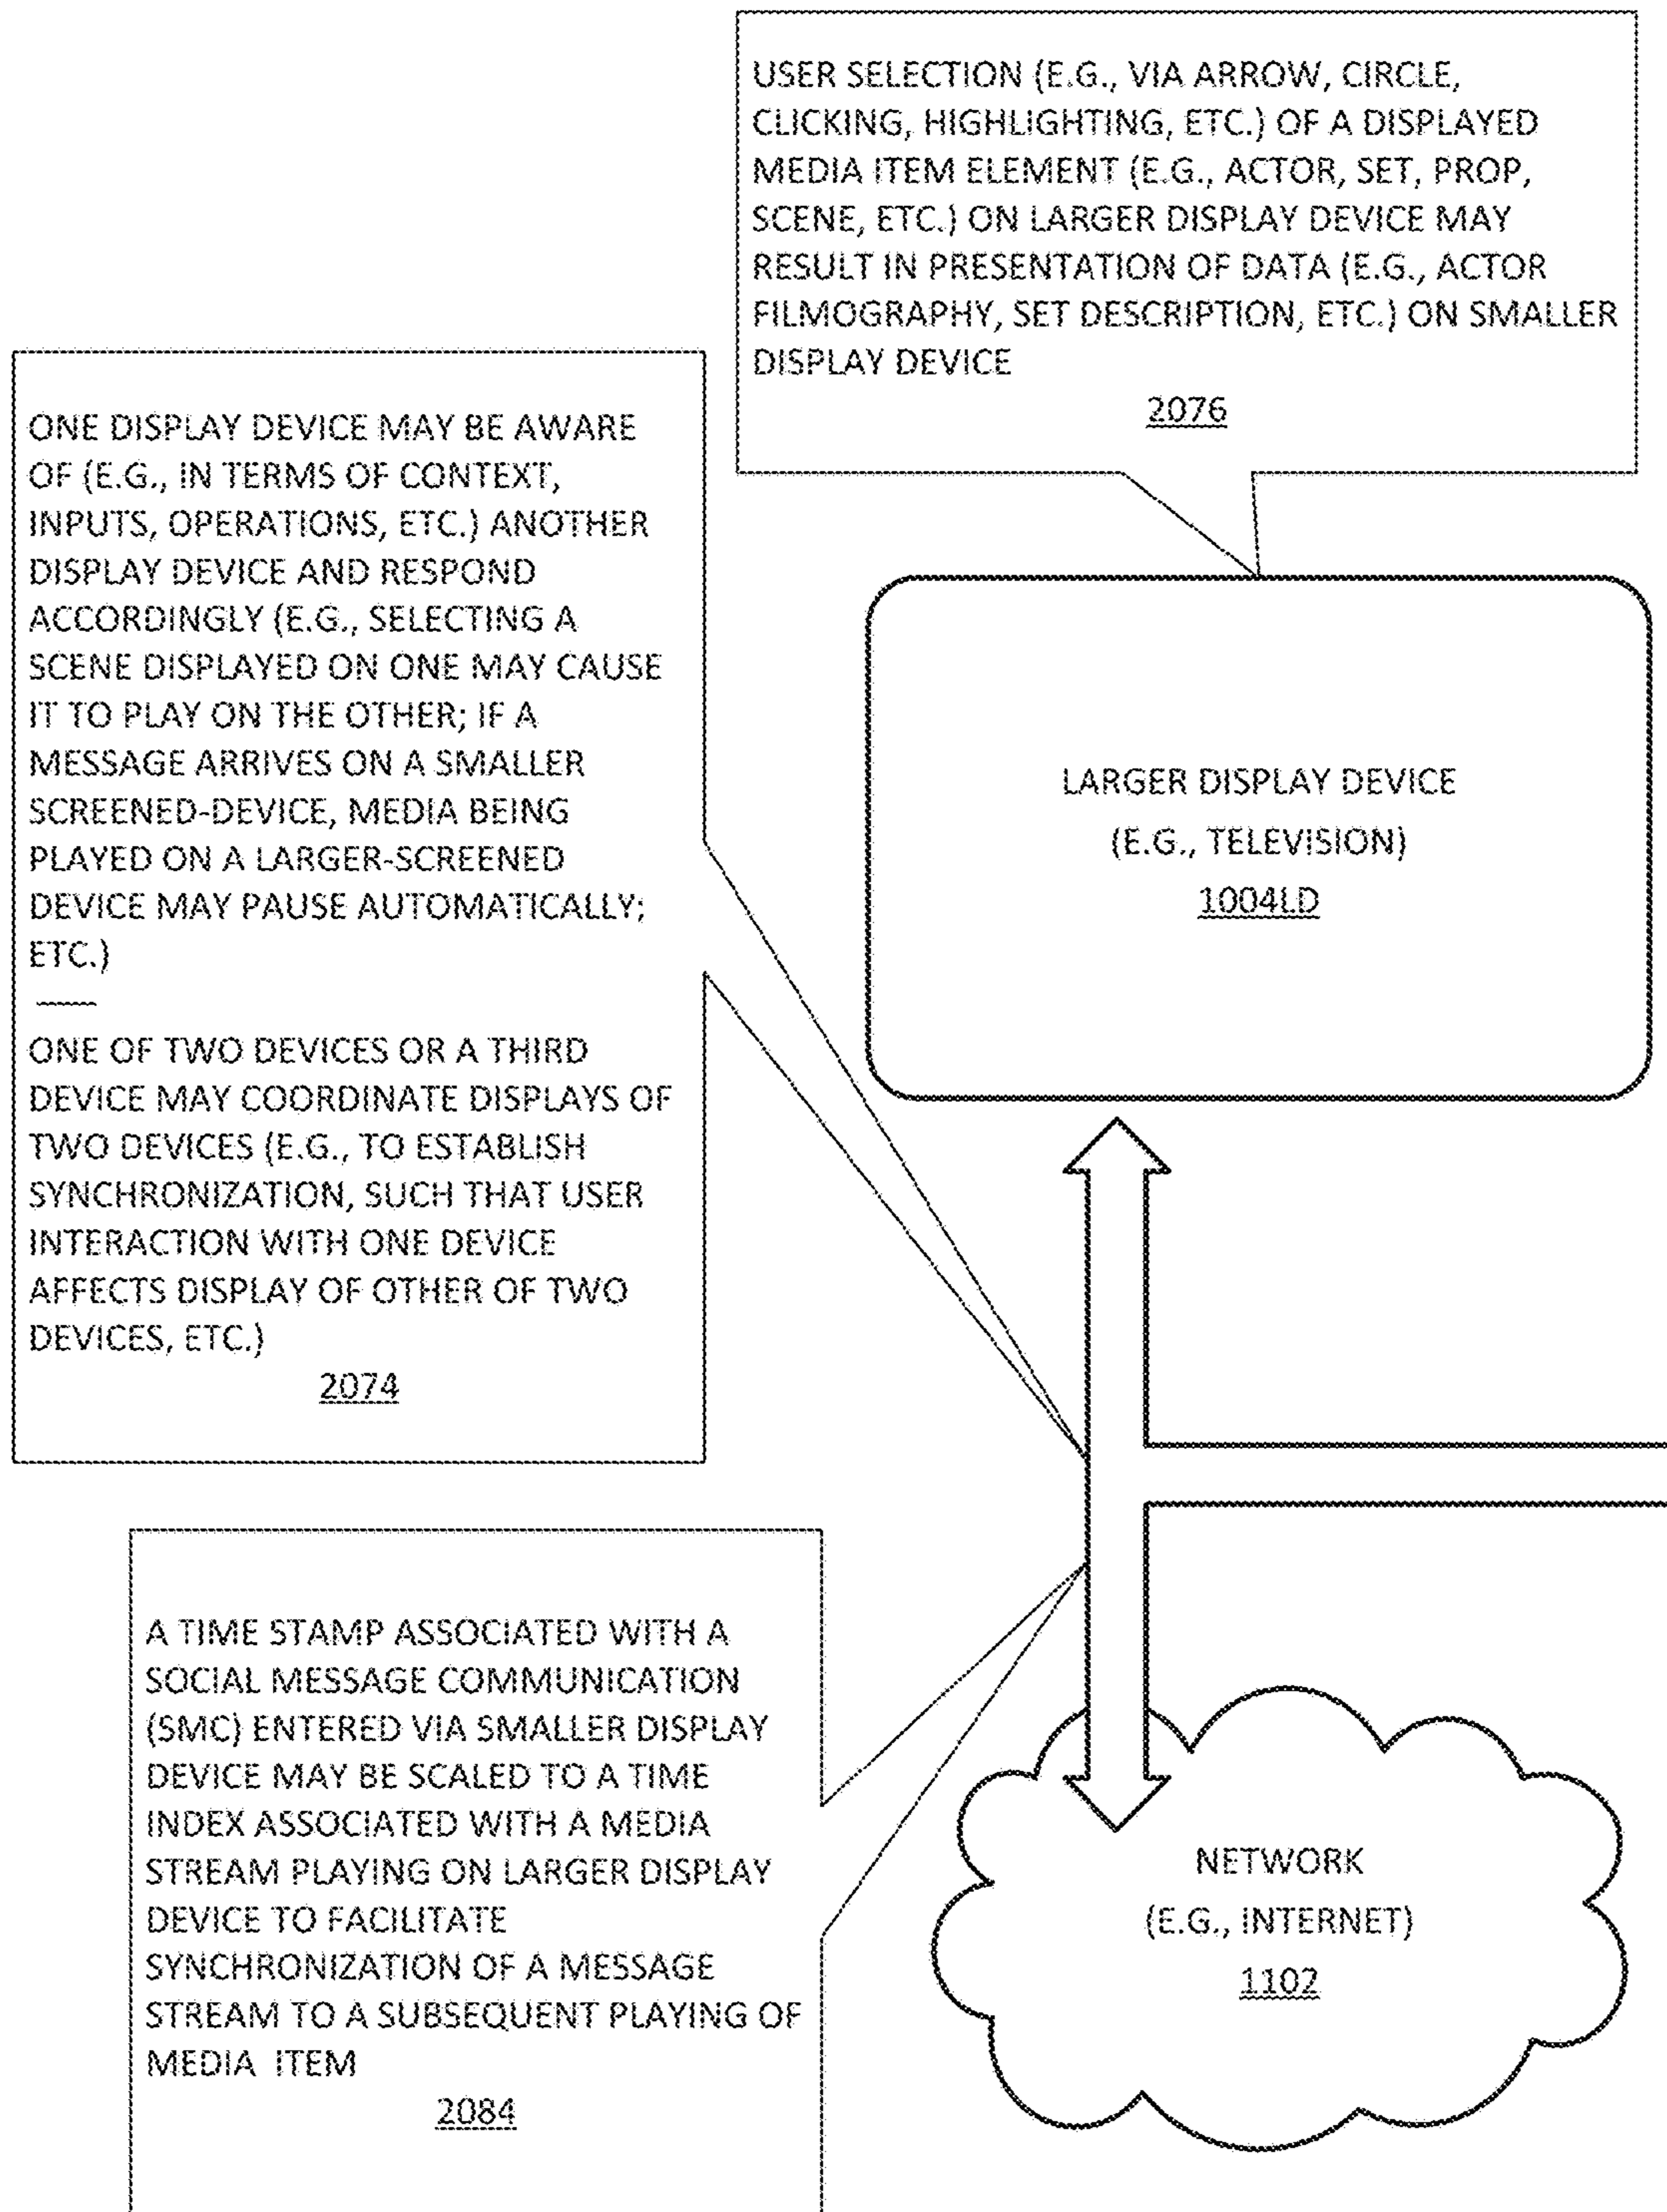 USER SELECTION (E.G., VIA ARROW, CIRCLE,
CLICKING, HIGHLIGHTING, ETC.) OF A DISPLAYED
MEDIA ITEM ELEMENT (E.G., ACTOR, SET, PROP,
SCENE, ETC.) ON LARGER DISPLAY DEVICE MAY
RESULT IN PRESENTATION OF DATA (E.G., ACTOR
FILMOGRAPHY, SET DESCRIPTION, ETC.) ON SMALLER
DISPLAY DEVICE
2076
ONE DISPLAY DEVICE MAY BE AWARE
OF (E.G., IN TERMS OF CONTEXT,
INPUTS, OPERATIONS, ETC.) ANOTHER
DISPLAY DEVICE AND RESPOND
ACCORDINGLY (E.G., SELECTING A
SCENE DISPLAYED ON ONE MAY CAUSE
IT TO PLAY ON THE OTHER; IF A
MESSAGE ARRIVES ON A SMALLER
SCREENED-DEVICE, MEDIA BEING
PLAYED ON A LARGER-SCREENED
DEVICE MAY PAUSE AUTOMATICALLY;
ETC.)
ONE OF TWO DEVICES OR A THIRD
DEVICE MAY COORDINATE DISPLAYS OF
TWO DEVICES (E.G., TO ESTABLISH
SYNCHRONIZATION, SUCH THAT USER
INTERACTION WITH ONE DEVICE
AFFECTS DISPLAY OF OTHER OF TWO
DEVICES, ETC.)
2074
LARGER DISPLAY DEVICE
(E.G., TELEVISION)
1004LD
A TIME STAMP ASSOCIATED WITH A
SOCIAL MESSAGE COMMUNICATION
(SMC) ENTERED VIA SMALLER DISPLAY
DEVICE MAY BE SCALED TO A TIME
INDEX ASSOCIATED WITH A MEDIA
STREAM PLAYING ON LARGER DISPLAY
DEVICE TO FACILITATE
SYNCHRONIZATION OF A MESSAGE
STREAM TO A SUBSEQUENT PLAYING OF
MEDIA ITEM
2084
NETWORK
(E.G., INTERNET)
1102